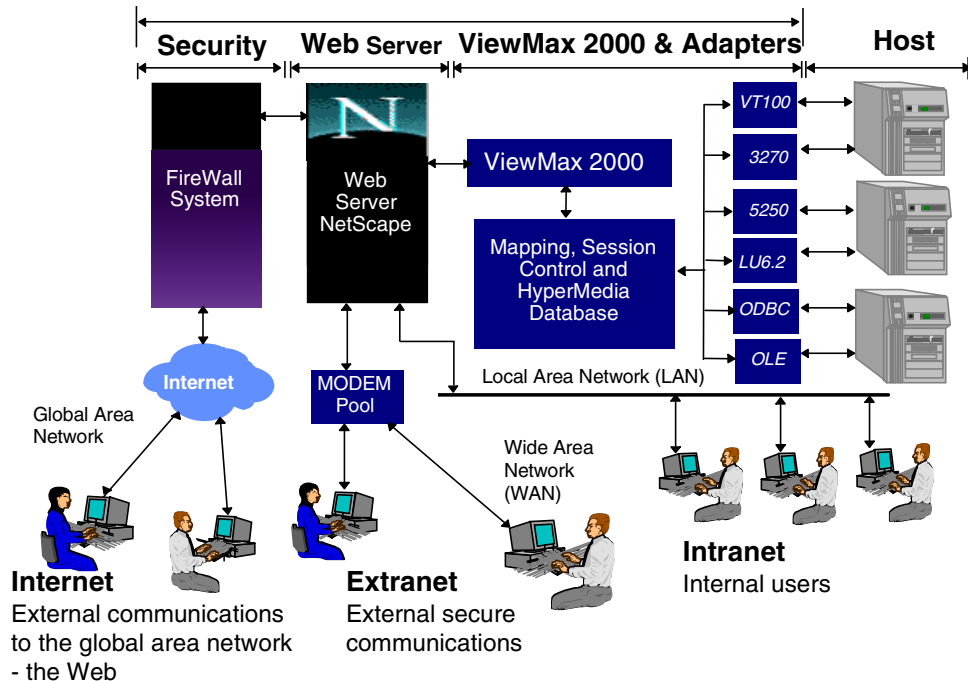 Security
Web Server
ViewMax 2000 & Adapters
Host
N
FireWall
System
Web
Server
NetScape
ViewMax 2000
Mapping, Session
Control and
HyperMedia
Database
VT100
3270
5250
LU6.2
ODBC
OLE
Internet
MODEM
Pool
Local Area Network (LAN)
Global Area
Network
Wide Area
Network
(WAN)
Internet
External communications
to the global area network
- the Web
Extranet
External secure
communications
Intranet
Internal users